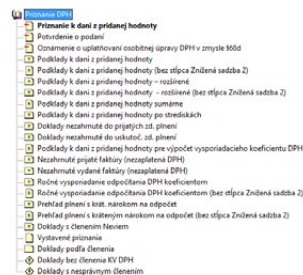 Priznanie DPH
Priznanie k dani z pridanej hodnoty
Potvrdenie o podaní
Oznámenie o uplatňovaní osobitnej úpravy DPH v zmysle §68d
Podklady k dani z pridanej hodnoty
Podklady k dani z pridanej hodnoty (bez stĺpca Znížená sadzba 2)
Podklady k dani z pridanej hodnoty – rozšírené
Podklady k dani z pridanej hodnoty - rozšírené (bez stĺpca Znížená sadzba 2)
Podklady k dani z pridanej hodnoty sumárne
Podklady k dani z pridanej hodnoty po strediskách
Doklady nezahrnuté do prijatých zd. plnení
Doklady nezahrnuté do uskutoč. zd. plnení
Podklady k dani z pridanej hodnoty pre výpočet vysporiadacieho koeficientu DPH
Nezahrnuté prijaté faktúry (nezaplatená DPH)
Nezahrnuté vydané faktúry (nezaplatená DPH)
Ročné vysporiadanie odpočítania DPH koeficientom
Ročné vysporiadanie odpočítania DPH koeficientom (bez stĺpca Znížená sadzba 2)
Prehľad plnení s krát. nárokom na odpočet
Prehľad plnení s kráteným nárokom na odpočet (bez stĺpca Znížená sadzba 2)
Doklady s členením Neviem
Vystavené priznania
Doklady podľa členenia
Doklady bez členenia KV DPH
Doklady s nesprávnym členením